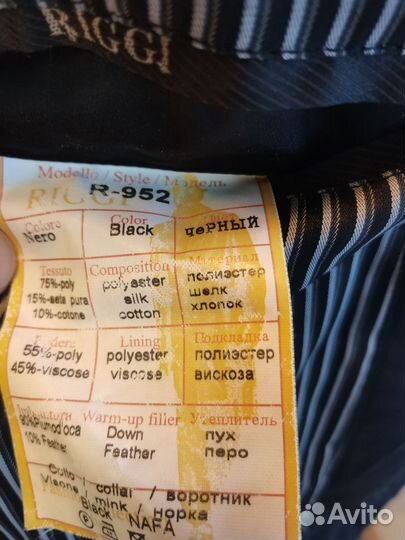 RIGGI
Modello / Style / Модель
RIGGI
R-952
Colore
Color
Nero
Black
чеРНЫЙ
Tessuto
Composition
Материал
75%-poly
polyester
полиэстер
15%-seta pura
silk
шелк
10%-cotone
cotton
хлопок
Lining
Подкладка
55%-poly
polyester
полиэстер
45%-viscose
viscose
вискоза
Warm-up filler
Утеплитель
90%Piumod'oca
Down
пух
10% Feather
Feather
перо
Collo / collar / воротник
Visone / mink / норка
Black NAFA
Avito